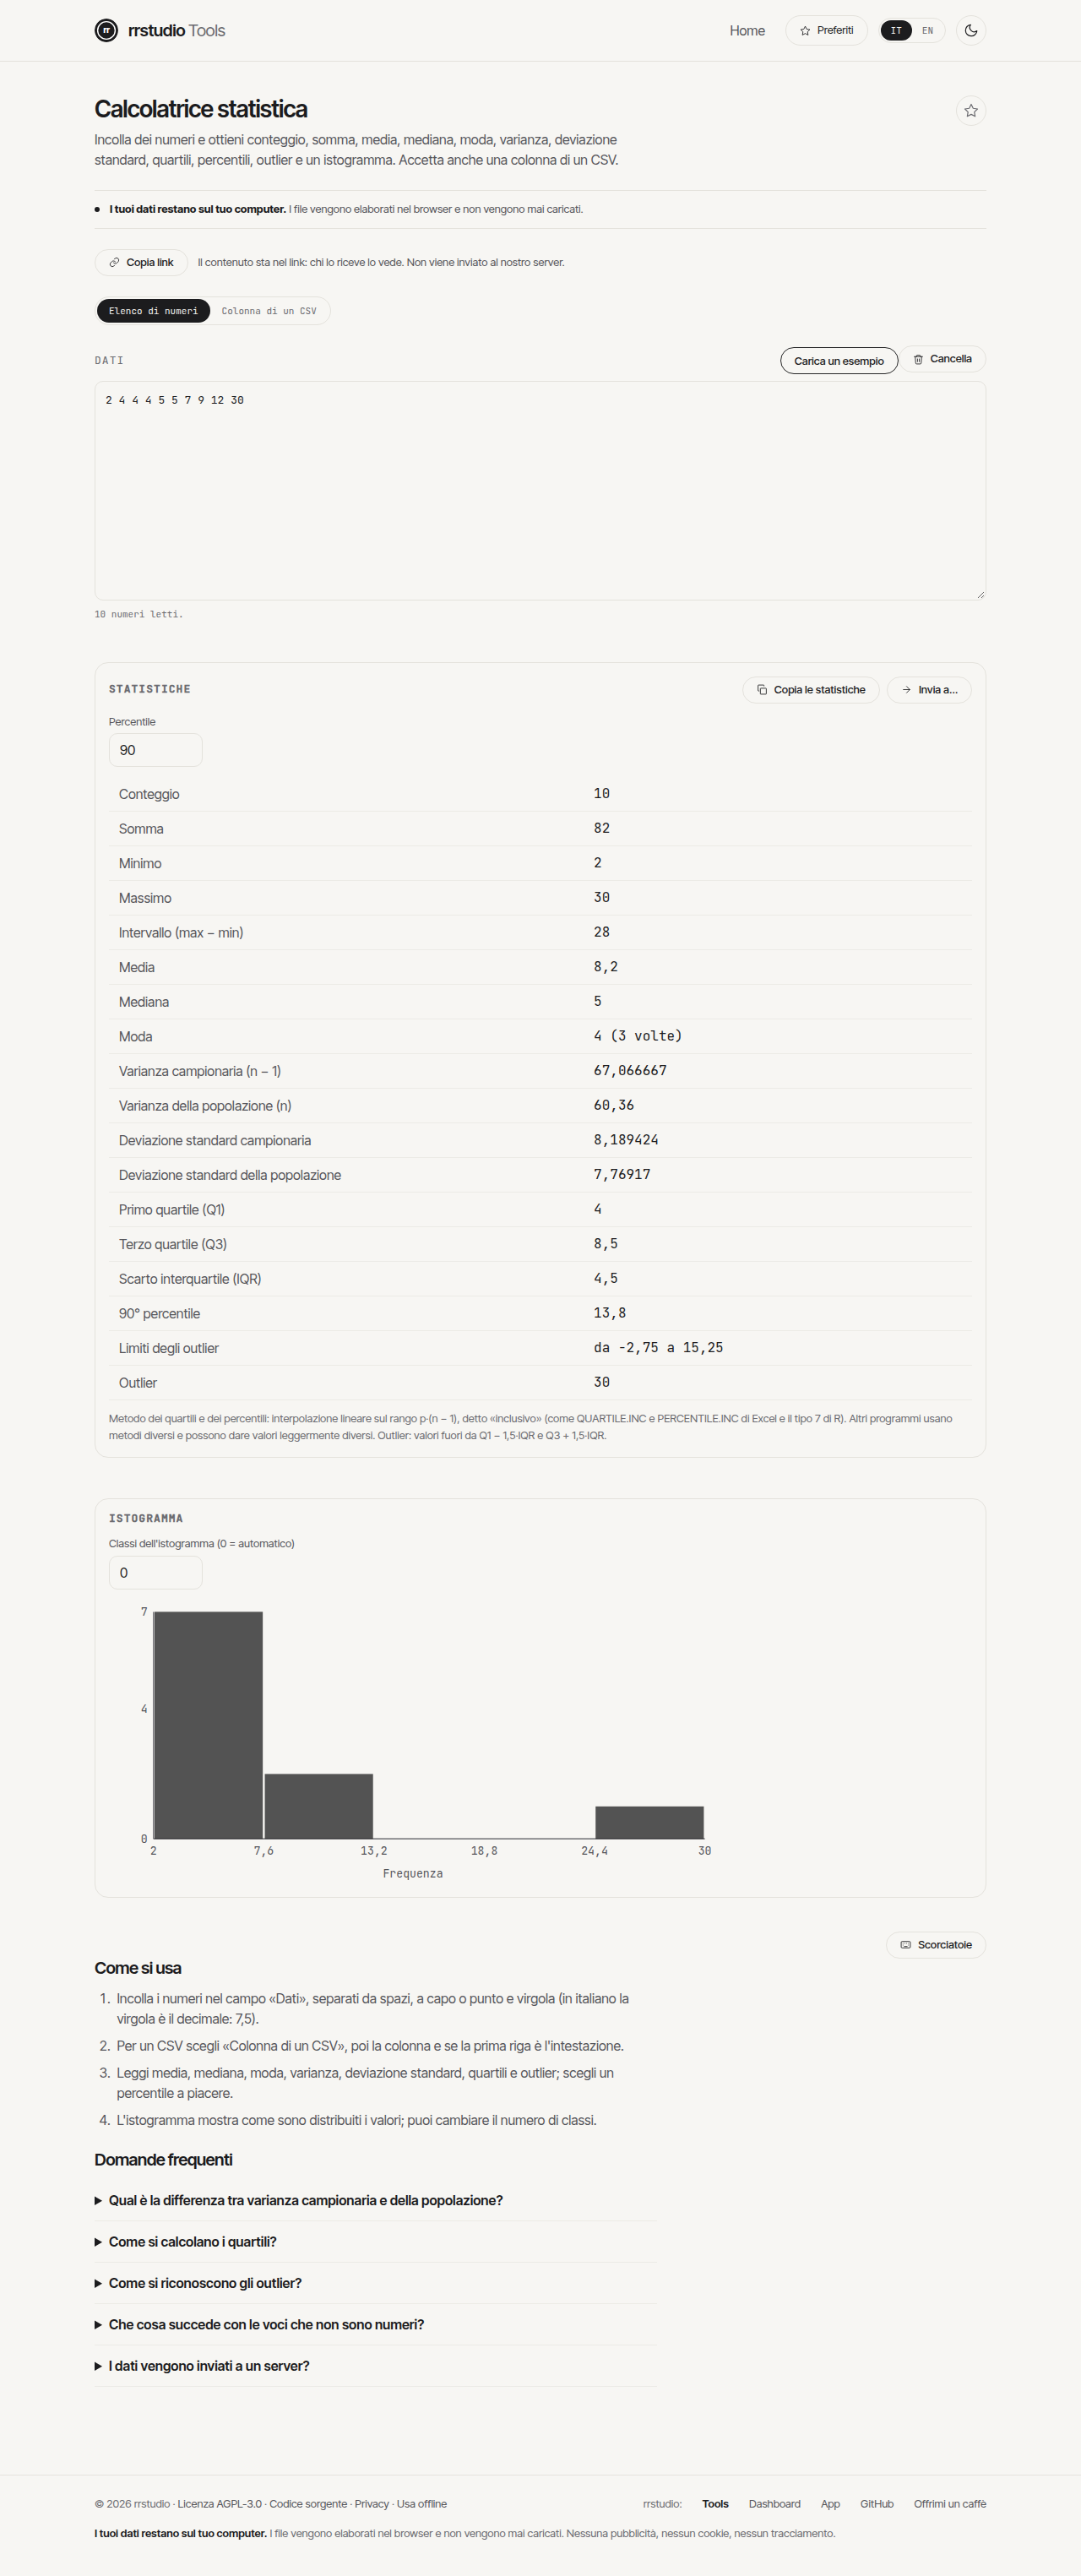 rr rrstudio Tools
Home
Preferiti
IT EN
Calcolatrice statistica
Incolla dei numeri e ottieni conteggio, somma, media, mediana, moda, varianza, deviazione
standard, quartili, percentili, outlier e un istogramma. Accetta anche una colonna di un CSV.
I tuoi dati restano sul tuo computer. I file vengono elaborati nel browser e non vengono mai caricati.
Copia link
Il contenuto sta nel link: chi lo riceve lo vede. Non viene inviato al nostro server.
Elenco di numeri
Colonna di un CSV
DATI
Carica un esempio
Cancella
2 4 4 4 5 5 7 9 12 30
10 numeri letti.
STATISTICHE
Copia le statistiche
Invia a...
Percentile
90
Conteggio 10
Somma 82
Minimo 2
Massimo 30
Intervallo (max − min) 28
Media 8,2
Mediana 5
Moda 4 (3 volte)
Varianza campionaria (n − 1) 67,066667
Varianza della popolazione (n) 60,36
Deviazione standard campionaria 8,189424
Deviazione standard della popolazione 7,76917
Primo quartile (Q1) 4
Terzo quartile (Q3) 8,5
Scarto interquartile (IQR) 4,5
90° percentile 13,8
Limiti degli outlier da -2,75 a 15,25
Outlier 30
Metodo dei quartili e dei percentili: interpolazione lineare sul rango p·(n − 1), detto «inclusivo» (come QUARTILE.INC e PERCENTILE.INC di Excel e il tipo 7 di R). Altri programmi usano
metodi diversi e possono dare valori leggermente diversi. Outlier: valori fuori da Q1 − 1,5·IQR e Q3 + 1,5·IQR.
ISTOGRAMMA
Classi dell'istogramma (0 = automatico)
0
7
4
0
2 7,6 13,2 18,8 24,4 30
Frequenza
Scorciatoie
Come si usa
1. Incolla i numeri nel campo «Dati», separati da spazi, a capo o punto e virgola (in italiano la
virgola è il decimale: 7,5).
2. Per un CSV scegli «Colonna di un CSV», poi la colonna e se la prima riga è l'intestazione.
3. Leggi media, mediana, moda, varianza, deviazione standard, quartili e outlier; scegli un
percentile a piacere.
4. L'istogramma mostra come sono distribuiti i valori; puoi cambiare il numero di classi.
Domande frequenti
Qual è la differenza tra varianza campionaria e della popolazione?
Come si calcolano i quartili?
Come si riconoscono gli outlier?
Che cosa succede con le voci che non sono numeri?
I dati vengono inviati a un server?
© 2026 rrstudio · Licenza AGPL-3.0 · Codice sorgente · Privacy · Usa offline
rrstudio: Tools Dashboard App GitHub Offrimi un caffè
I tuoi dati restano sul tuo computer. I file vengono elaborati nel browser e non vengono mai caricati. Nessuna pubblicità, nessun cookie, nessun tracciamento.